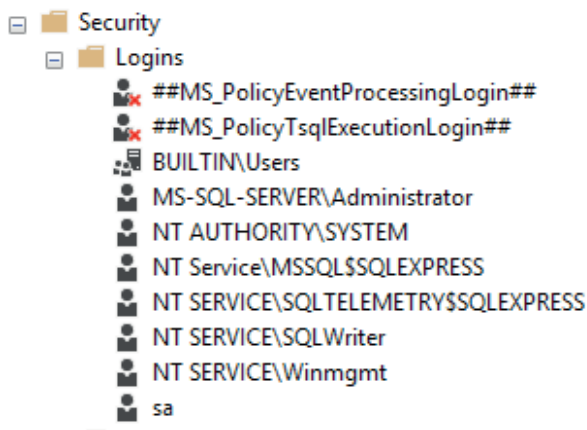 Security
Logins
##MS_PolicyEventProcessingLogin##
##MS_PolicyTsqlExecutionLogin##
BUILTIN\Users
MS-SQL-SERVER\Administrator
NT AUTHORITY\SYSTEM
NT Service\MSSQL$SQLEXPRESS
NT SERVICE\SQLTELEMETRY$SQLEXPRESS
NT SERVICE\SQLWriter
NT SERVICE\Winmgmt
sa